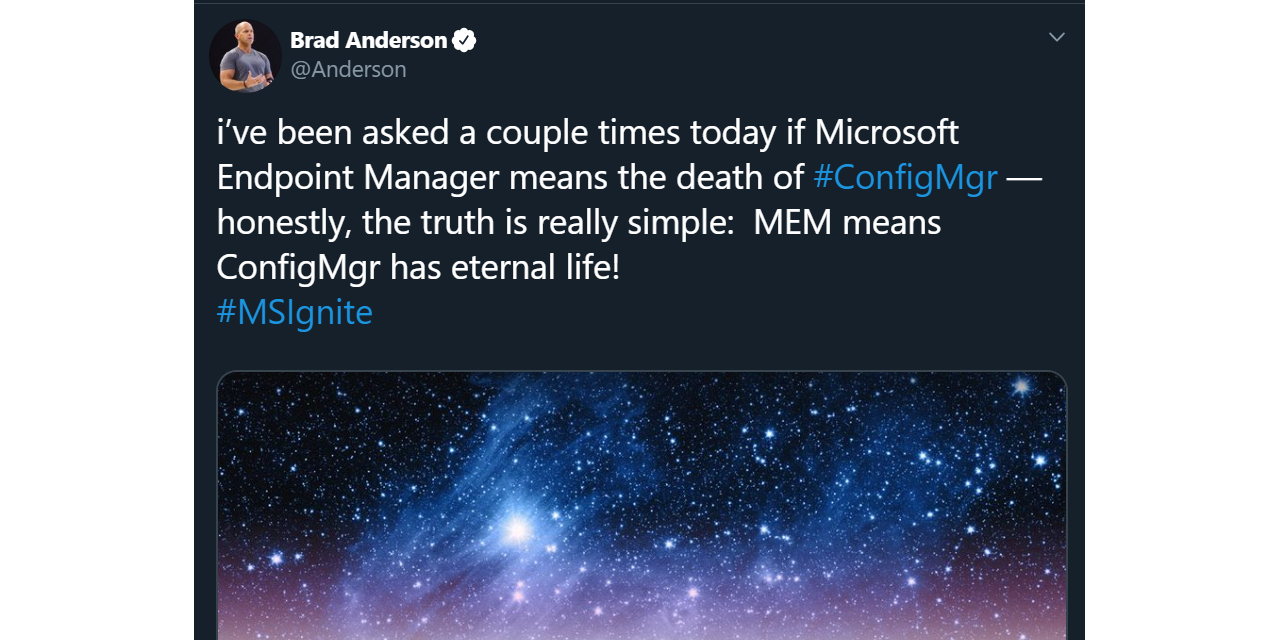 Brad Anderson
@Anderson
i’ve been asked a couple times today if Microsoft
Endpoint Manager means the death of #ConfigMgr —
honestly, the truth is really simple:  MEM means
ConfigMgr has eternal life!
#MSIgnite